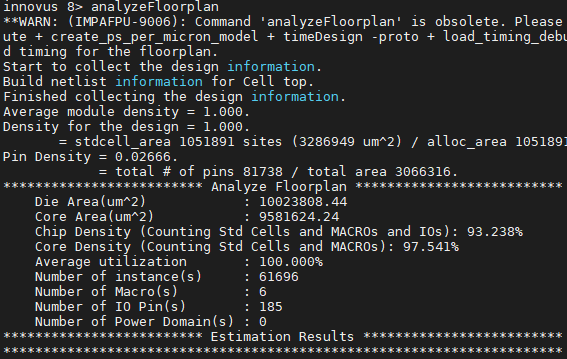 innovus 8> analyzeFloorplan
**WARN: (IMPAFPU-9006): Command 'analyzeFloorplan' is obsolete. Please
ute + create_ps_per_micron_model + timeDesign -proto + load_timing_debu
d timing for the floorplan.
Start to collect the design information.
Build netlist information for Cell top.
Finished collecting the design information.
Average module density = 1.000.
Density for the design = 1.000.
= stdcell_area 1051891 sites (3286949 um^2) / alloc_area 1051891
Pin Density = 0.02666.
= total # of pins 81738 / total area 3066316.
************************* Analyze Floorplan **************************
Die Area(um^2) : 10023808.44
Core Area(um^2) : 9581624.24
Chip Density (Counting Std Cells and MACROs and IOs): 93.238%
Core Density (Counting Std Cells and MACROs): 97.541%
Average utilization : 100.000%
Number of instance(s) : 61696
Number of Macro(s) : 6
Number of IO Pin(s) : 185
Number of Power Domain(s) : 0
************************* Estimation Results *************************
**********************************************************************